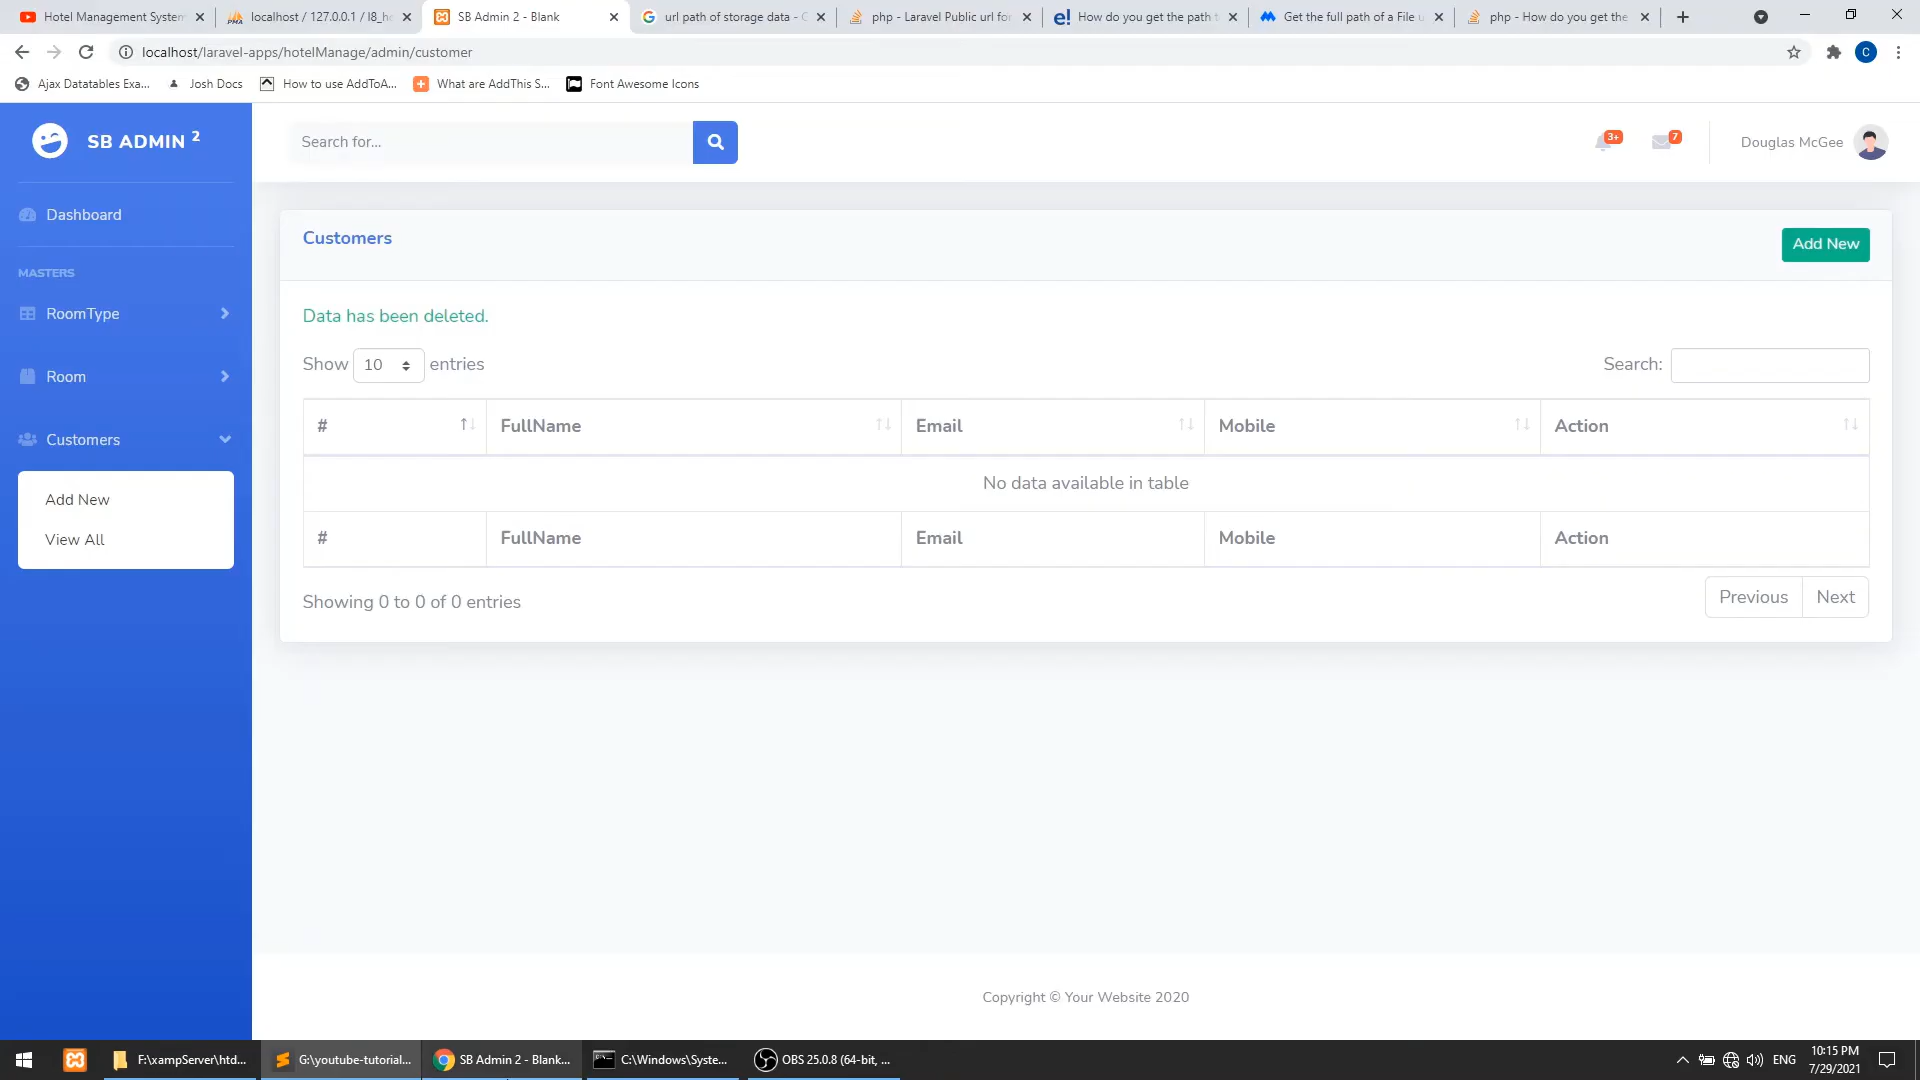 Hotel Management System
localhost / 127.0.0.1 / l8_h
SB Admin 2 - Blank
url path of storage data -
php - Laravel Public url for
How do you get the path
Get the full path of a File
php - How do you get the
localhost/laravel-apps/hotelManage/admin/customer
C
Ajax Datatables Exa...
Josh Docs
How to use AddToA...
What are AddThis S...
Font Awesome Icons
SB ADMIN 2
Search for...
3+
7
Douglas McGee
Dashboard
MASTERS
RoomType
Room
Customers
Add New
View All
Customers
Add New
Data has been deleted.
Show 10 entries
Search:
# FullName Email Mobile Action
No data available in table
# FullName Email Mobile Action
Showing 0 to 0 of 0 entries
Previous Next
Copyright © Your Website 2020
F:\xampServer\htd...
G:\youtube-tutorial...
SB Admin 2 - Blank...
C:\Windows\Syste...
OBS 25.0.8 (64-bit, ...
ENG
10:15 PM
7/29/2021